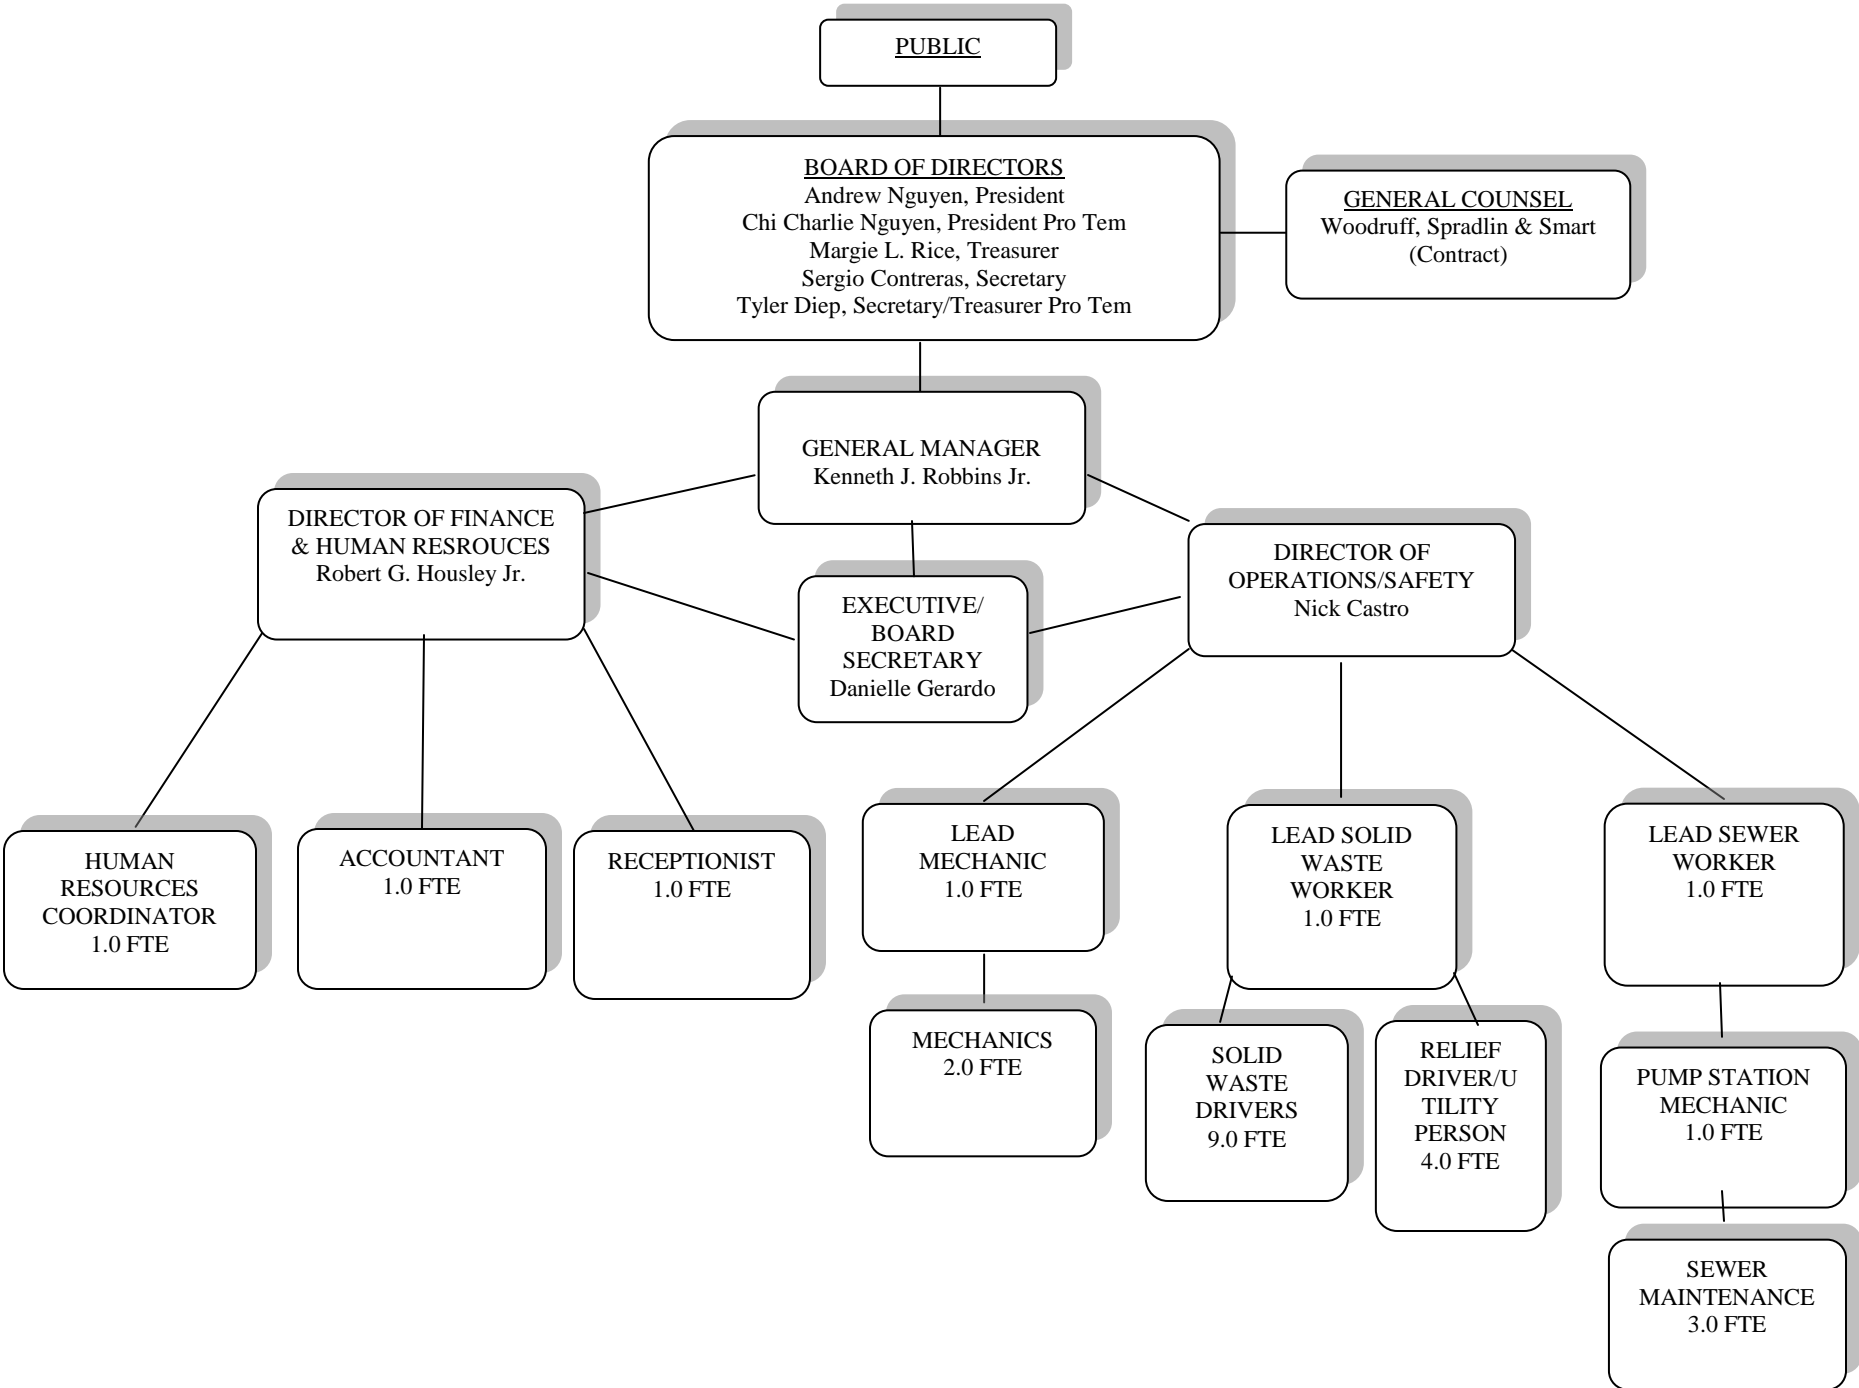 PUBLIC
BOARD OF DIRECTORS
Andrew Nguyen, President
Chi Charlie Nguyen, President Pro Tem
Margie L. Rice, Treasurer
Sergio Contreras, Secretary
Tyler Diep, Secretary/Treasurer Pro Tem
GENERAL COUNSEL
Woodruff, Spradlin & Smart
(Contract)
GENERAL MANAGER
Kenneth J. Robbins Jr.
DIRECTOR OF FINANCE
& HUMAN RESROUCES
Robert G. Housley Jr.
EXECUTIVE/
BOARD
SECRETARY
Danielle Gerardo
DIRECTOR OF
OPERATIONS/SAFETY
Nick Castro
HUMAN
RESOURCES
COORDINATOR
1.0 FTE
ACCOUNTANT
1.0 FTE
RECEPTIONIST
1.0 FTE
LEAD
MECHANIC
1.0 FTE
LEAD SOLID
WASTE
WORKER
1.0 FTE
LEAD SEWER
WORKER
1.0 FTE
MECHANICS
2.0 FTE
SOLID
WASTE
DRIVERS
9.0 FTE
RELIEF
DRIVER/U
TILITY
PERSON
4.0 FTE
PUMP STATION
MECHANIC
1.0 FTE
SEWER
MAINTENANCE
3.0 FTE